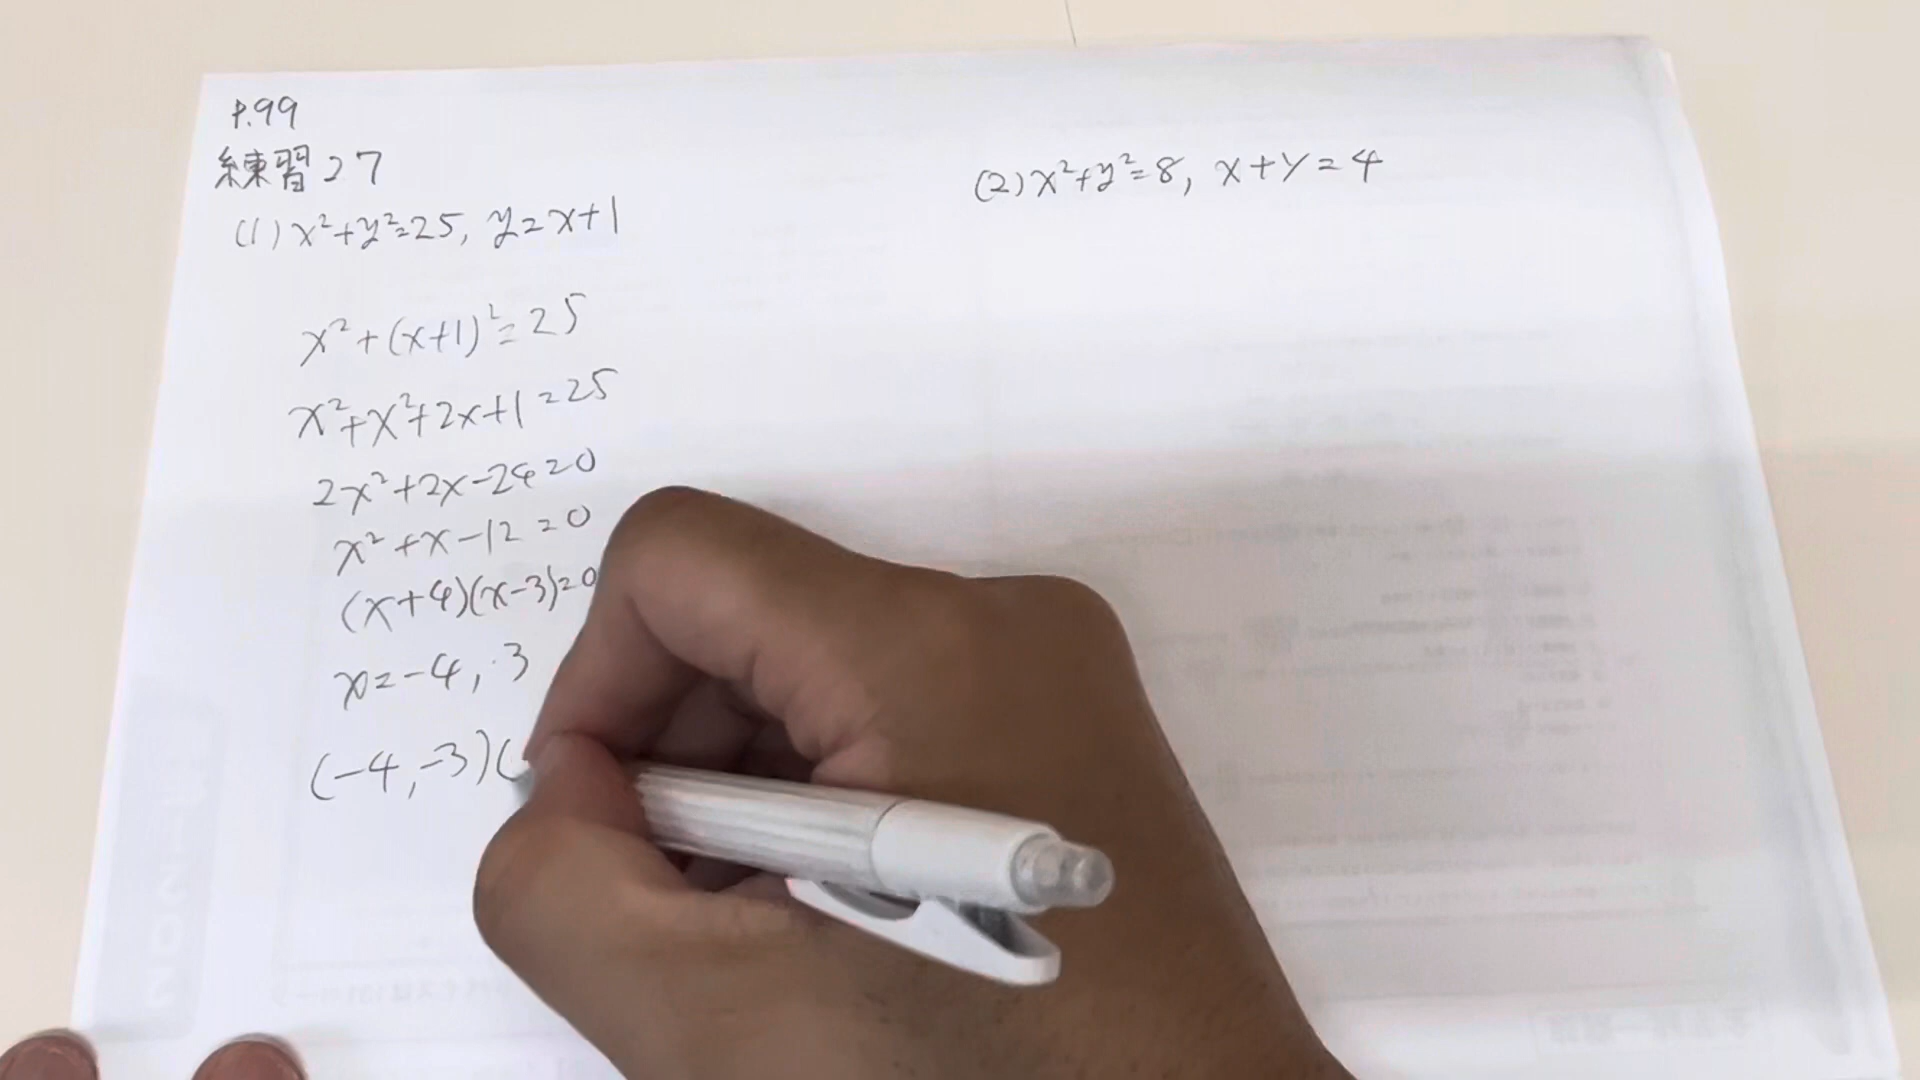 P.99
練習27
(1) x²+y²=25, y=x+1
x²+(x+1)²=25
x²+x²+2x+1=25
2x²+2x-24=0
x²+x-12=0
(x+4)(x-3)=0
x=-4, 3
(-4,-3)(
(2) x²+y²=8, x+y=4